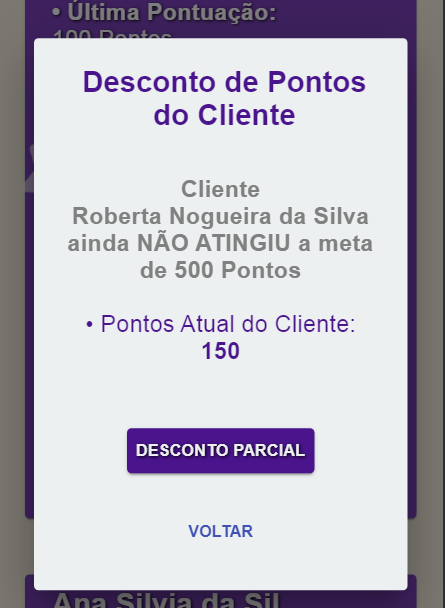 • Última Pontuação:
100 Pontos
Desconto de Pontos
do Cliente
Cliente
Roberta Nogueira da Silva
ainda NÃO ATINGIU a meta
de 500 Pontos
• Pontos Atual do Cliente:
150
DESCONTO PARCIAL
VOLTAR
Ana Silvia da Sil